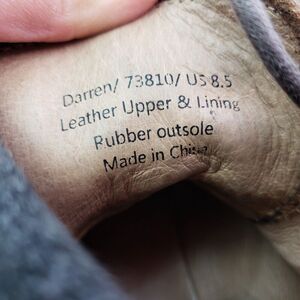 Darren/ 73810/ US 8.5
Leather Upper & Lining
Rubber outsole
Made in China